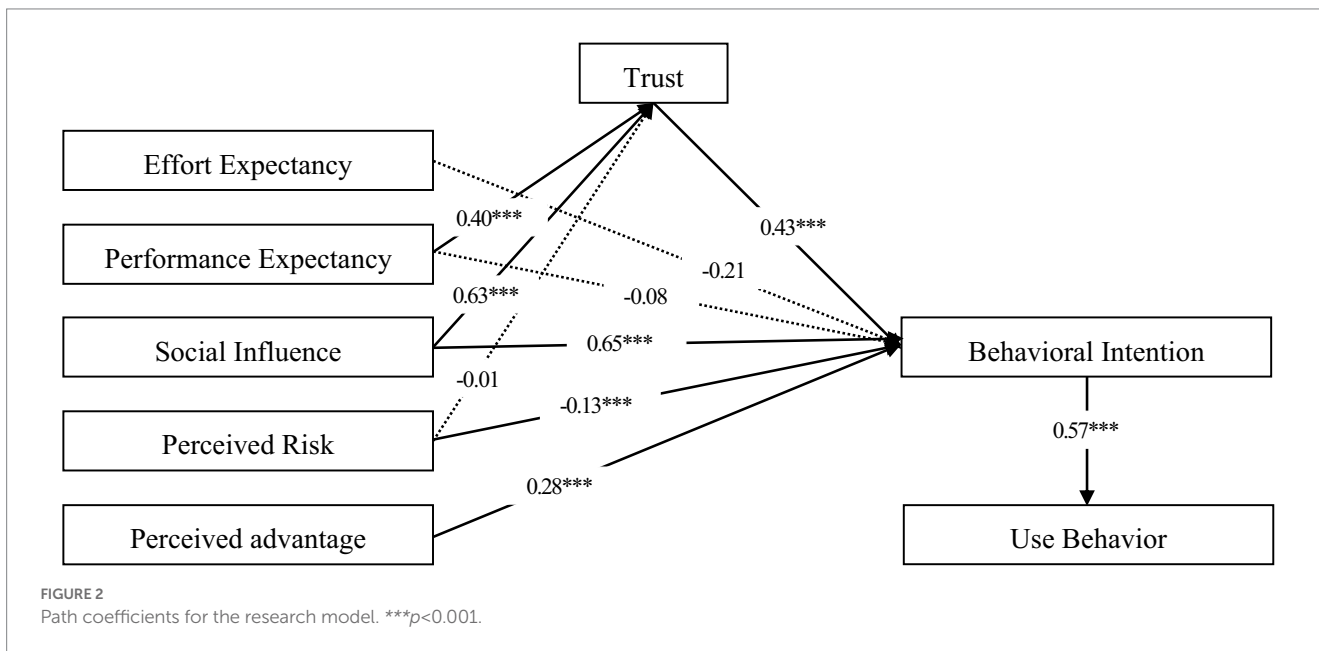 Trust
Effort Expectancy
0.40***
0.43***
Performance Expectancy
-0.21
0.63***
-0.08
Social Influence
0.65***
Behavioral Intention
-0.01
-0.13***
Perceived Risk
0.57***
0.28***
Perceived advantage
Use Behavior
FIGURE 2
Path coefficients for the research model. ***p<0.001.